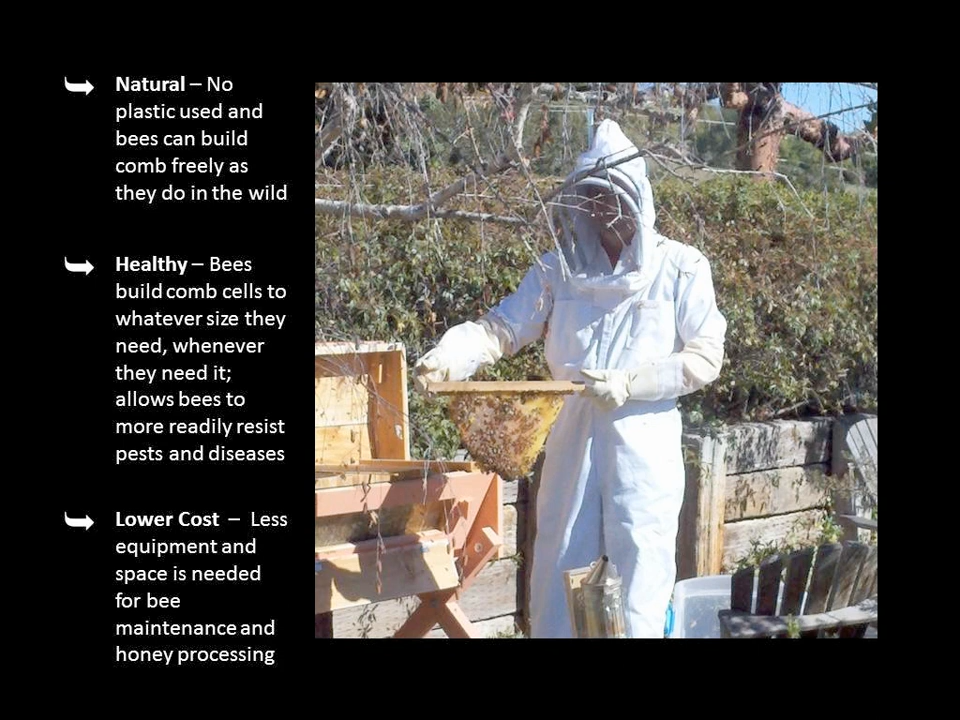 Natural – No
plastic used and
bees can build
comb freely as
they do in the wild
Healthy – Bees
build comb cells to
whatever size they
need, whenever
they need it;
allows bees to
more readily resist
pests and diseases
Lower Cost – Less
equipment and
space is needed
for bee
maintenance and
honey processing